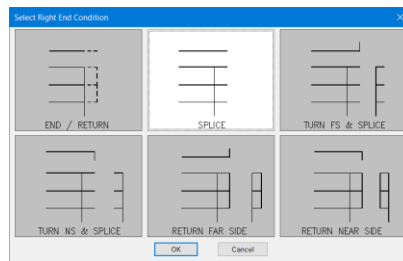 Select Right End Condition
END / RETURN
SPLICE
TURN FS & SPLICE
TURN NS & SPLICE
RETURN FAR SIDE
RETURN NEAR SIDE
OK
Cancel